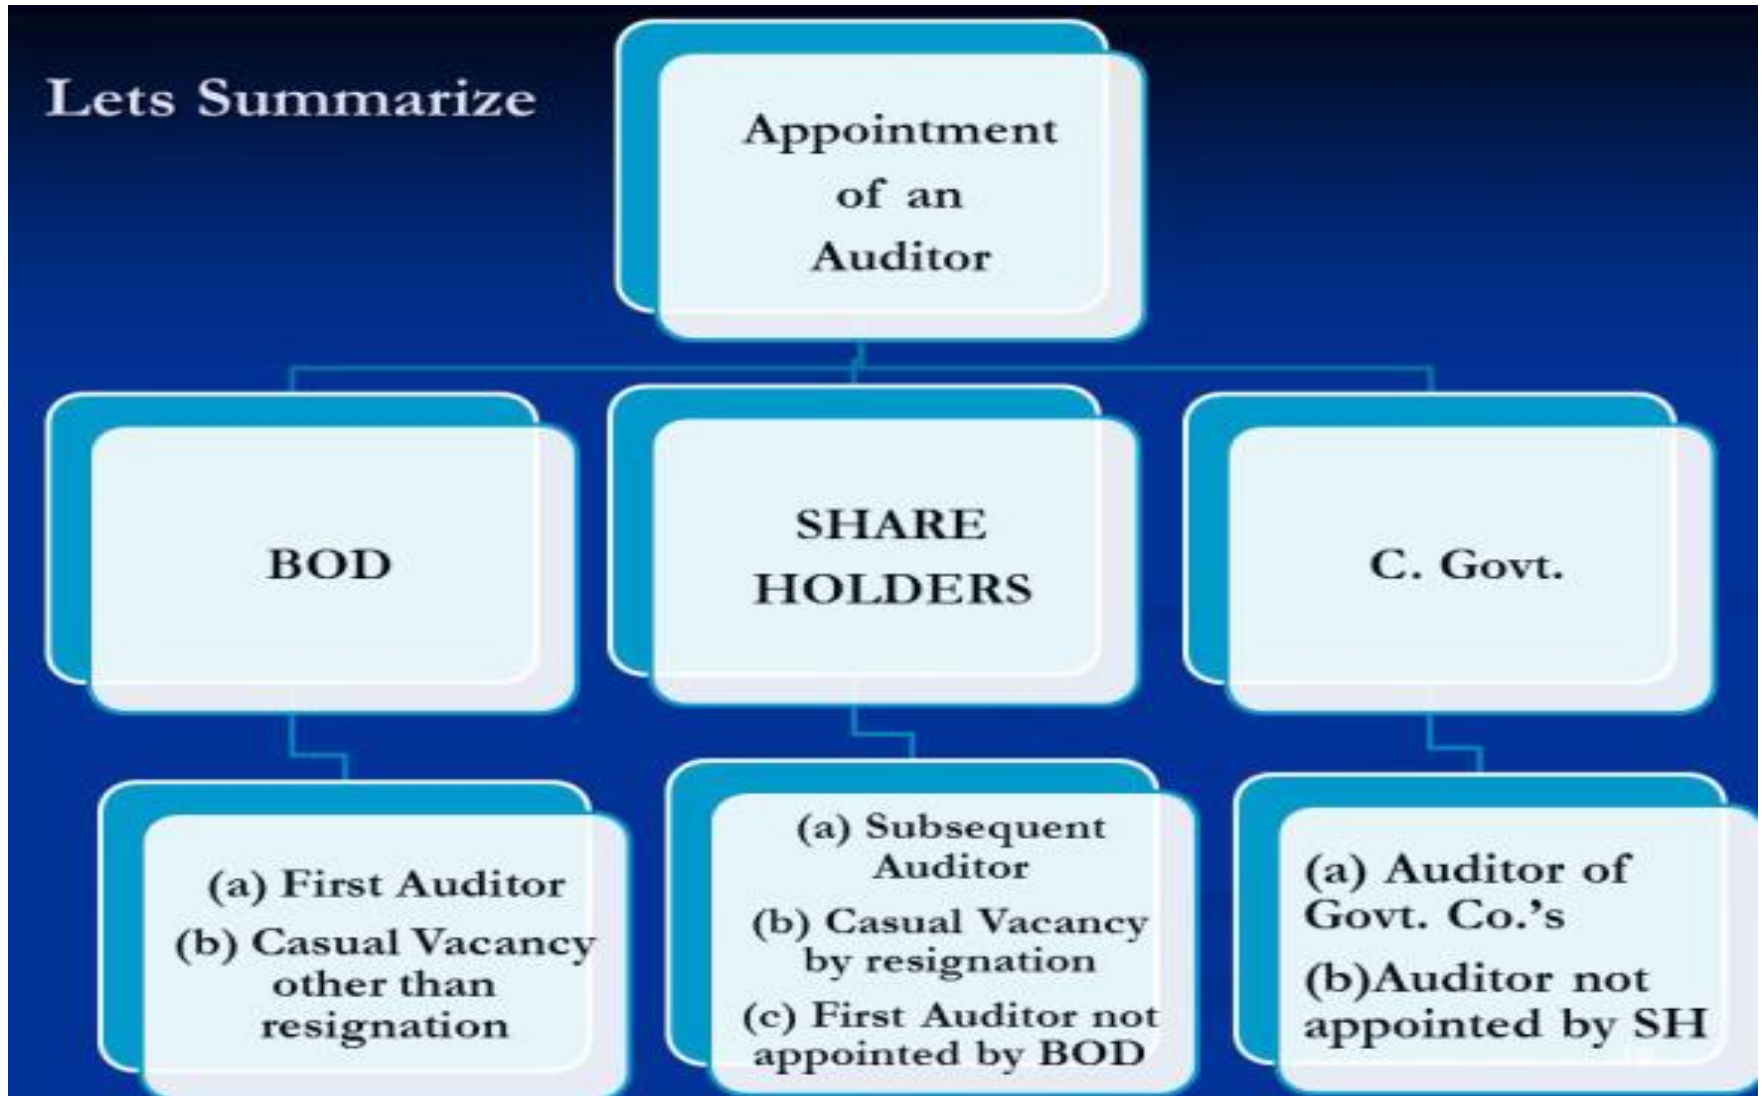 Lets Summarize
Appointment
of an
Auditor
BOD
SHARE
HOLDERS
C. Govt.
(a) First Auditor
(b) Casual Vacancy
other than
resignation
(a) Subsequent
Auditor
(b) Casual Vacancy
by resignation
(c) First Auditor not
appointed by BOD
(a) Auditor of
Govt. Co.’s
(b)Auditor not
appointed by SH